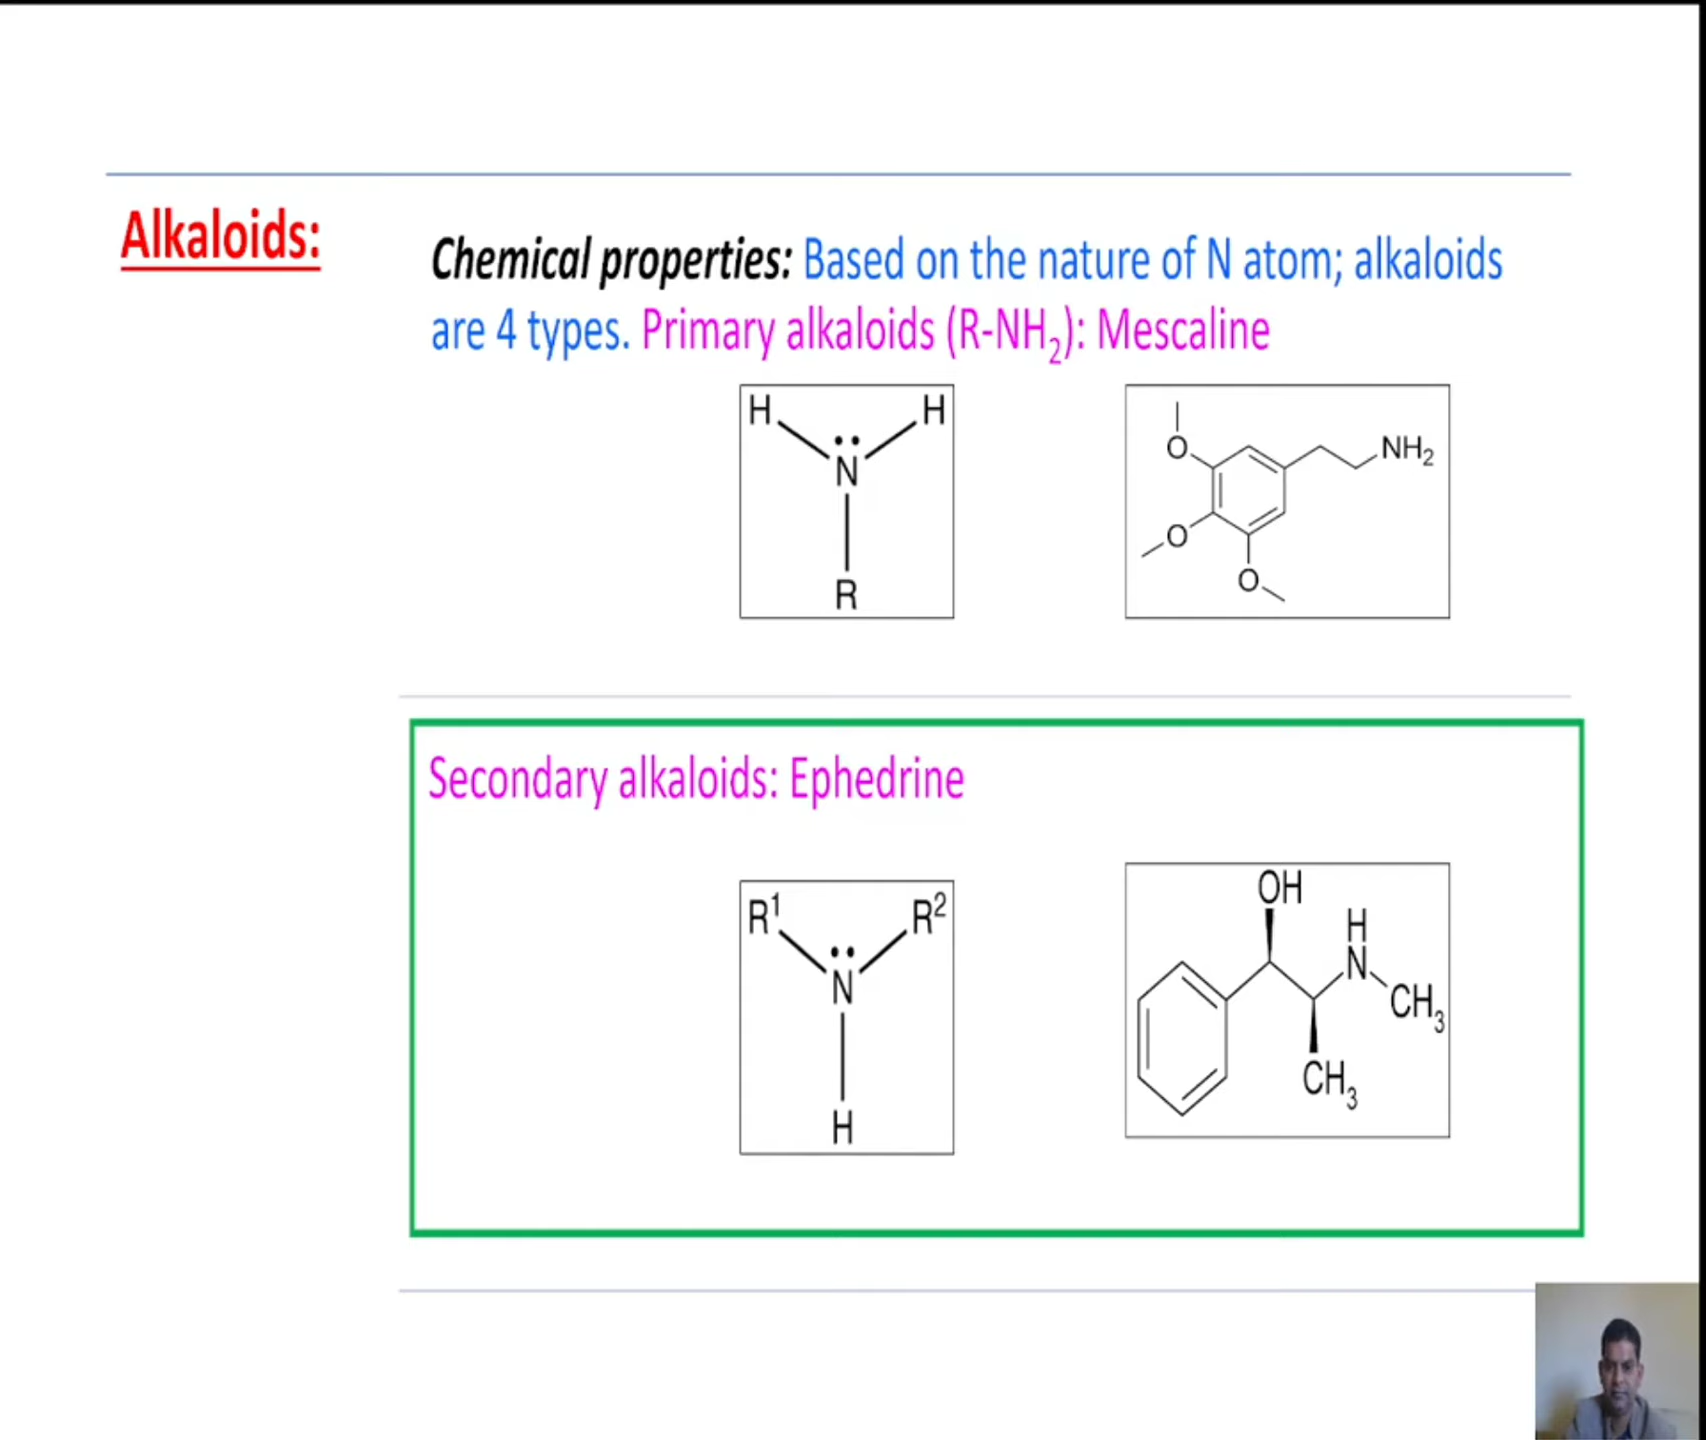 Alkaloids:
Chemical properties: Based on the nature of N atom; alkaloids
are 4 types. Primary alkaloids (R-NH₂): Mescaline
H H
N
R
O NH₂
O
O
Secondary alkaloids: Ephedrine
R¹ R²
N
H
OH
H
N
CH₃
CH₃